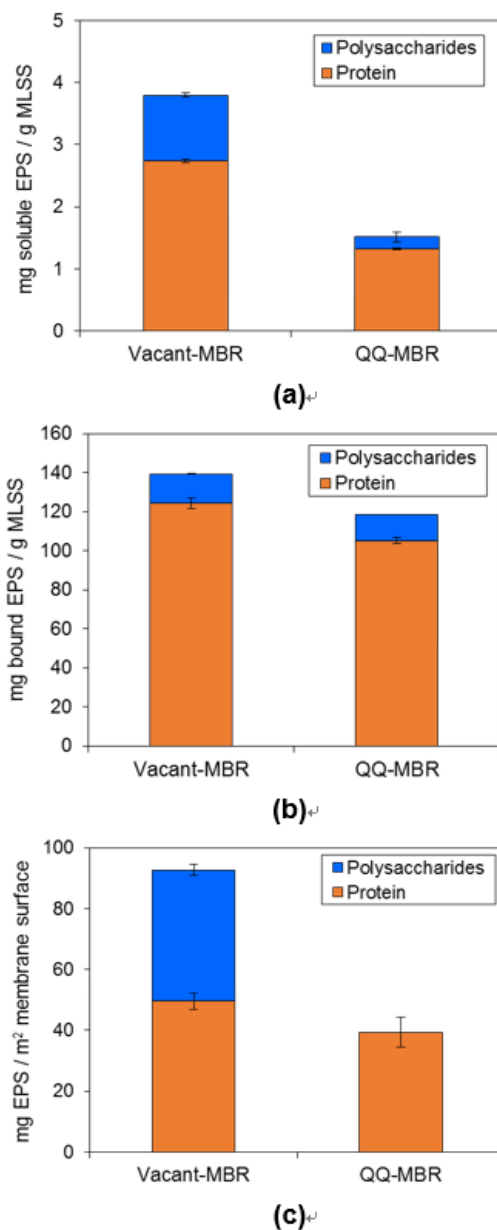 5
4
3
2
1
0
mg soluble EPS / g MLSS
Polysaccharides
Protein
Vacant-MBR QQ-MBR
(a)↵
160
140
120
100
80
60
40
20
0
mg bound EPS / g MLSS
Polysaccharides
Protein
Vacant-MBR QQ-MBR
(b)↵
100
80
60
40
20
0
mg EPS / m² membrane surface
Polysaccharides
Protein
Vacant-MBR QQ-MBR
(c)↵